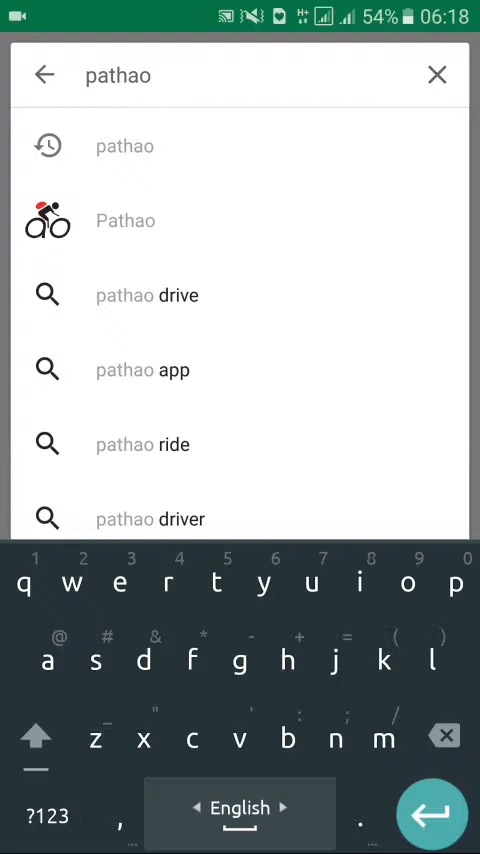 H+ 54% 06:18
pathao
pathao
Pathao
pathao drive
pathao app
pathao ride
pathao driver
1 2 3 4 5 6 7 8 9 0
q w e r t y u i o p
@ # & * - + = ( )
a s d f g h j k l
_ " ' : ; /
z x c v b n m
?123 , English .